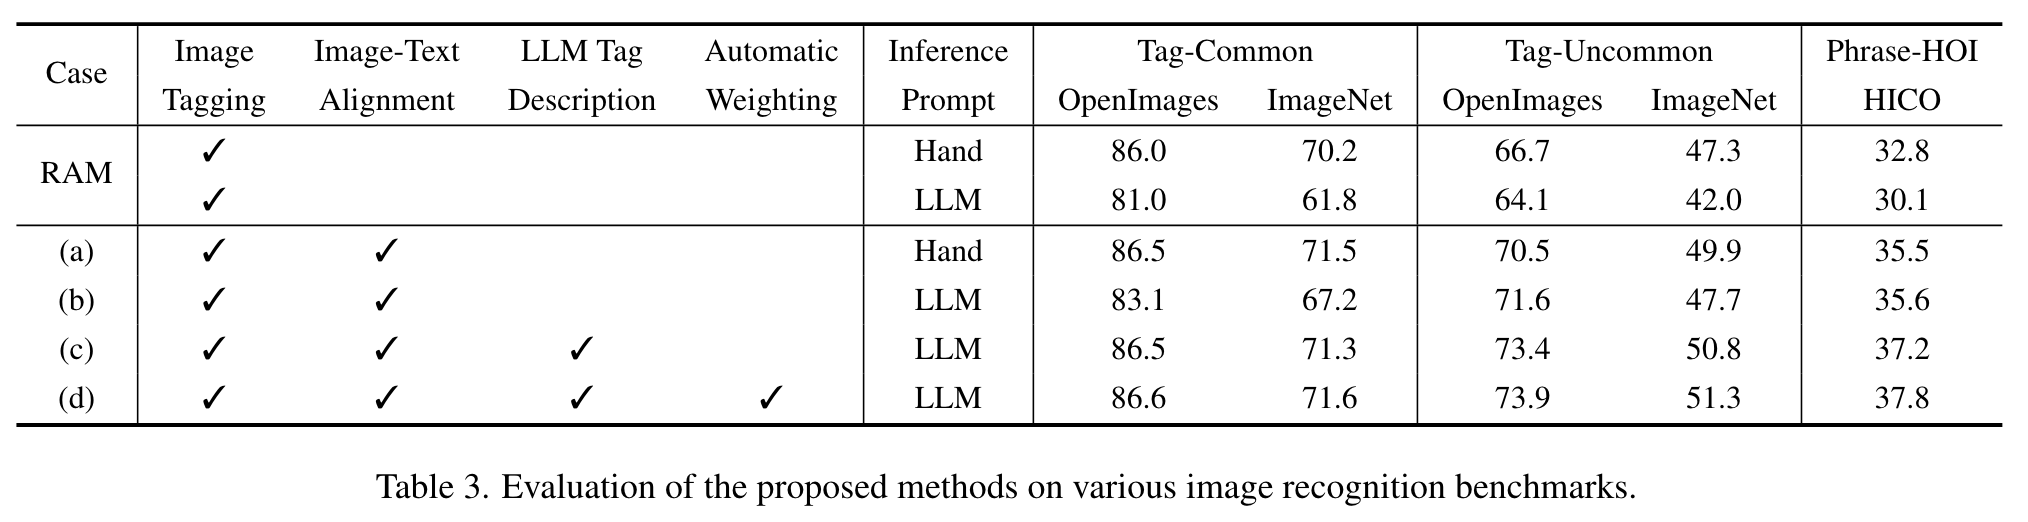 Case Image Image-Text LLM Tag Automatic Inference Tag-Common Tag-Uncommon Phrase-HOI
Tagging Alignment Description Weighting Prompt OpenImages ImageNet OpenImages ImageNet HICO
RAM ✓ Hand 86.0 70.2 66.7 47.3 32.8
✓ LLM 81.0 61.8 64.1 42.0 30.1
(a) ✓ ✓ Hand 86.5 71.5 70.5 49.9 35.5
(b) ✓ ✓ LLM 83.1 67.2 71.6 47.7 35.6
(c) ✓ ✓ ✓ LLM 86.5 71.3 73.4 50.8 37.2
(d) ✓ ✓ ✓ ✓ LLM 86.6 71.6 73.9 51.3 37.8
Table 3. Evaluation of the proposed methods on various image recognition benchmarks.